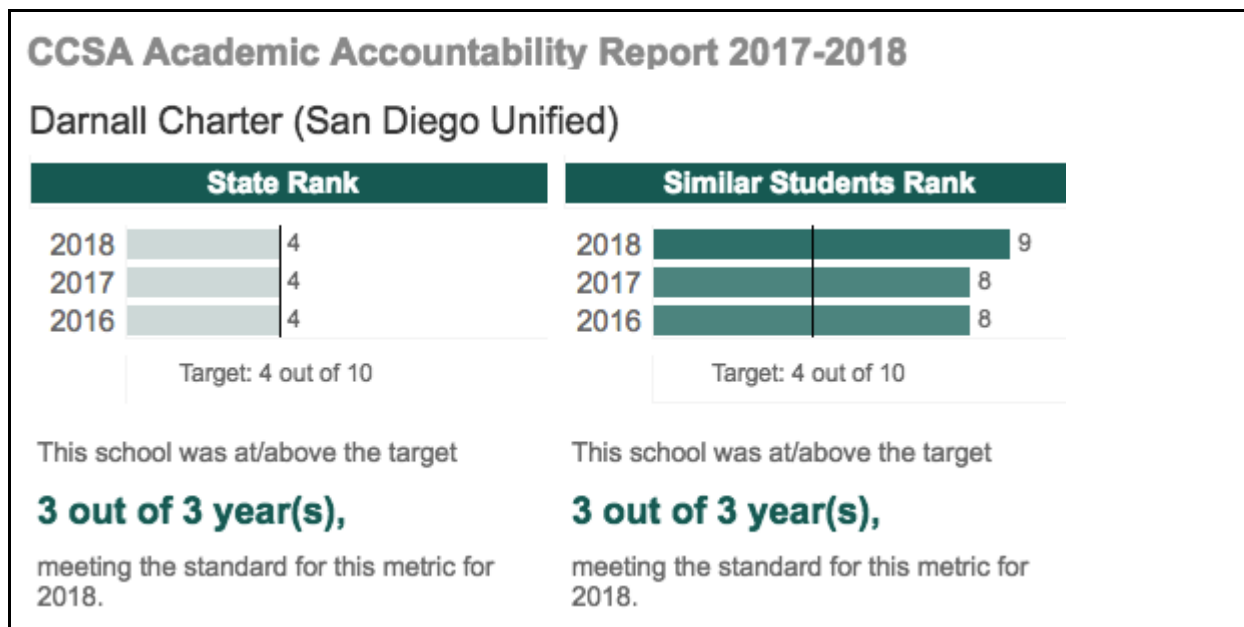 CCSA Academic Accountability Report 2017-2018
Darnall Charter (San Diego Unified)
State Rank
2018 4
2017 4
2016 4
Target: 4 out of 10
This school was at/above the target
3 out of 3 year(s),
meeting the standard for this metric for
2018.
Similar Students Rank
2018 9
2017 8
2016 8
Target: 4 out of 10
This school was at/above the target
3 out of 3 year(s),
meeting the standard for this metric for
2018.